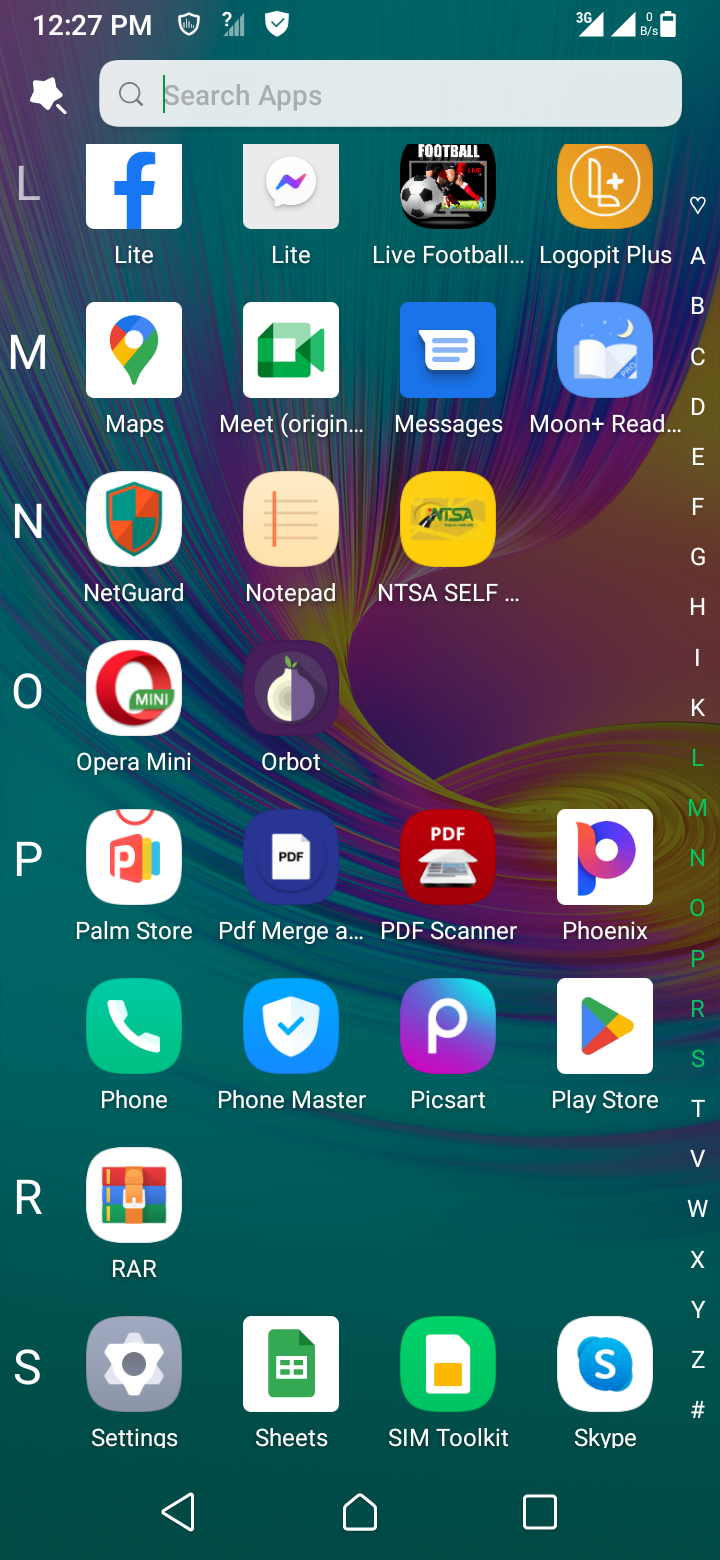 12:27 PM
?
3G
0
B/s
Search Apps
L
FOOTBALL
LIVE
L+
Lite
Lite
Live Football…
Logopit Plus
M
PRO
Maps
Meet (origin…
Messages
Moon+ Read…
N
NTSA
NetGuard
Notepad
NTSA SELF …
O
MINI
Opera Mini
Orbot
P
P
PDF
PDF
Palm Store
Pdf Merge a…
PDF Scanner
Phoenix
Phone
Phone Master
Picsart
Play Store
R
RAR
S
S
Settings
Sheets
SIM Toolkit
Skype
♡
A
B
C
D
E
F
G
H
I
K
L
M
N
O
P
R
S
T
V
W
X
Y
Z
#